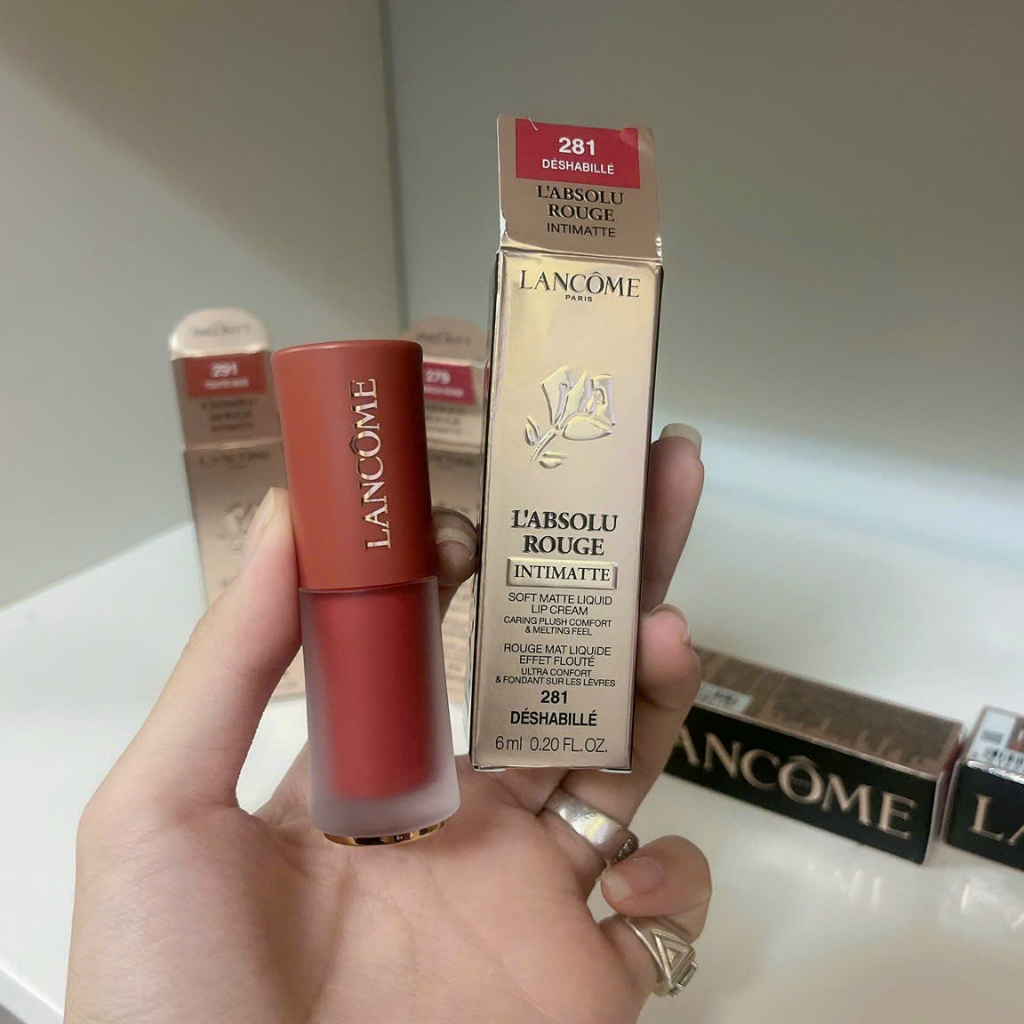 281
DÉSHABILLÉ
L'ABSOLU
ROUGE
INTIMATTE
LANCÔME
PARIS
L'ABSOLU
ROUGE
INTIMATTE
SOFT MATTE LIQUID
LIP CREAM
CARING PLUSH COMFORT
& MELTING FEEL
ROUGE MAT LIQUIDE
EFFET FLOUTÉ
ULTRA CONFORT
& FONDANT SUR LES LÈVRES
281
DÉSHABILLÉ
6 ml 0.20 FL.OZ.
LANCÔME
291
279
ANCÔME
LA